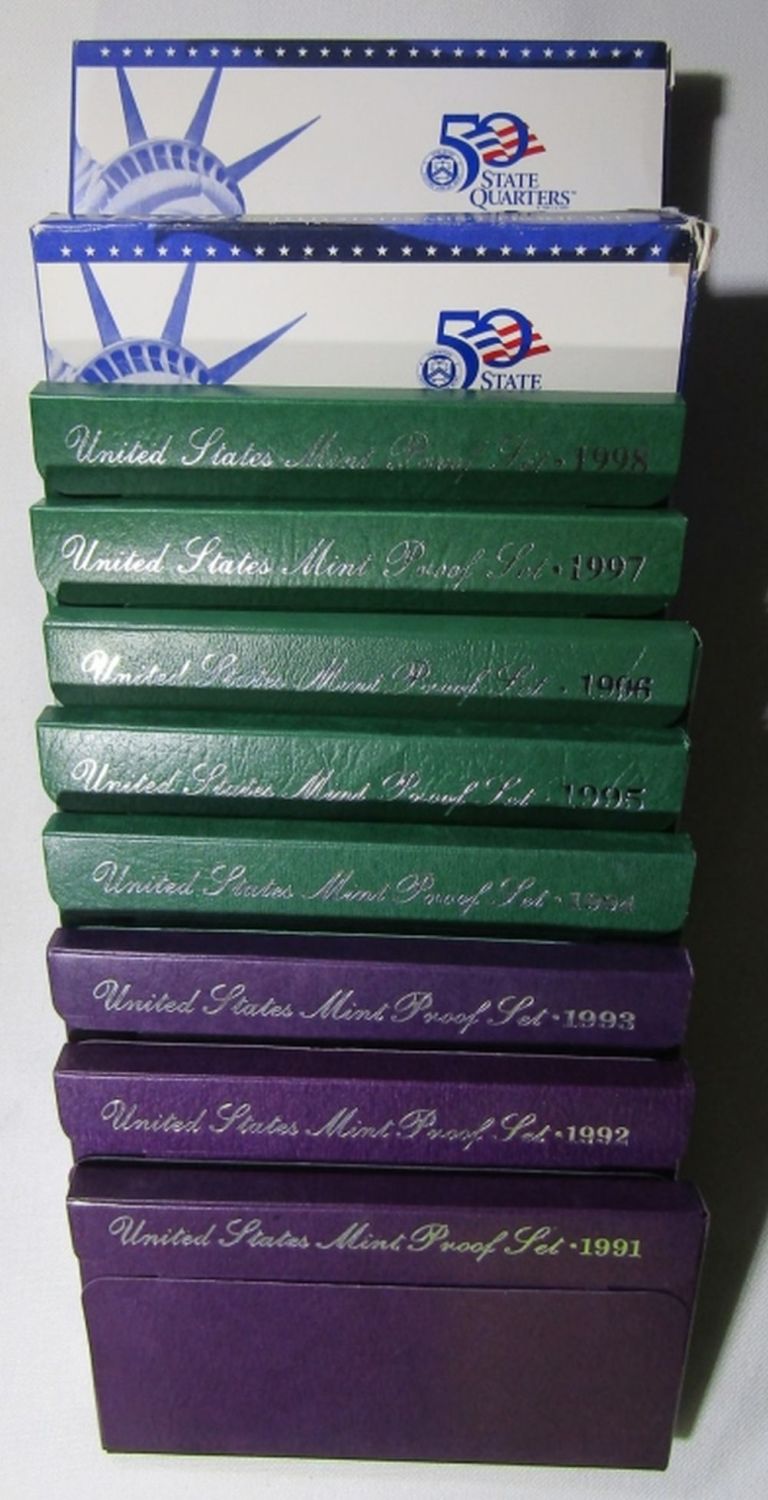 50
STATE
QUARTERS™
50
STATE
United States Mint Proof Set · 1998
United States Mint Proof Set · 1997
United States Mint Proof Set · 1996
United States Mint Proof Set · 1995
United States Mint Proof Set · 1994
United States Mint Proof Set · 1993
United States Mint Proof Set · 1992
United States Mint Proof Set · 1991